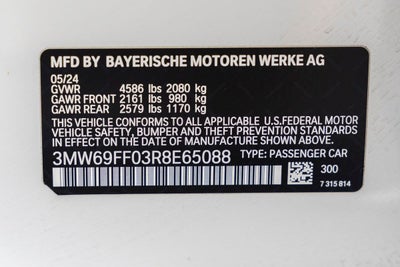 MFD BY BAYERISCHE MOTOREN WERKE AG
05/24
GVWR 4586 lbs 2080 kg
GAWR FRONT 2161 lbs 980 kg
GAWR REAR 2579 lbs 1170 kg
THIS VEHICLE CONFORMS TO ALL APPLICABLE U.S.FEDERAL MOTOR
VEHICLE SAFETY, BUMPER AND THEFT PREVENTION STANDARDS
IN EFFECT ON THE DATE OF MANUFACTURE SHOWN ABOVE
3MW69FF03R8E65088 TYPE: PASSENGER CAR
300
7 315 814